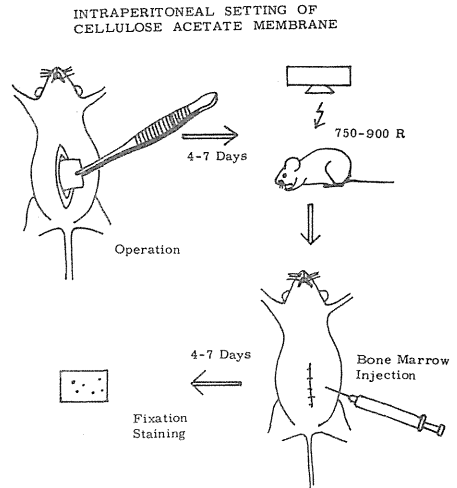 INTRAPERITONEAL SETTING OF
CELLULOSE ACETATE MEMBRANE
750-900 R
4-7 Days
Operation
4-7 Days
Bone Marrow
Injection
Fixation
Staining